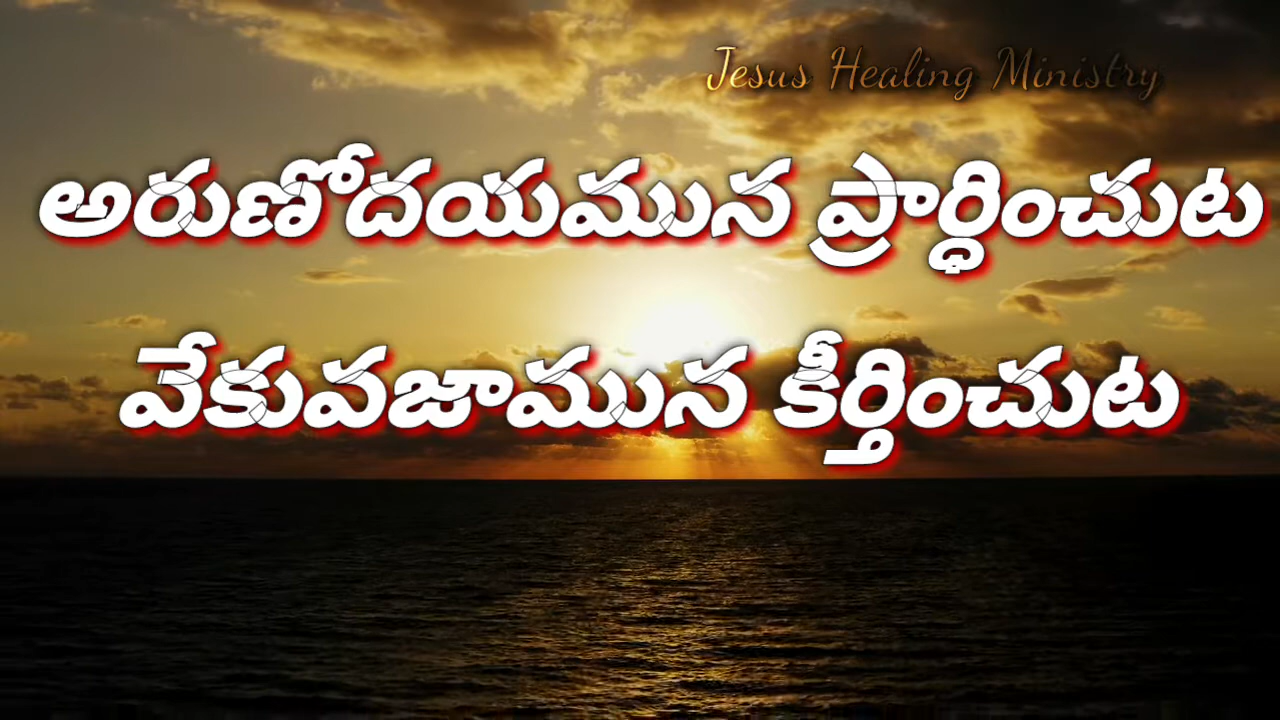 Jesus Healing Ministry
అరుణోదయమున ప్రార్ధించుట
వేకువజామున కీర్తించుట